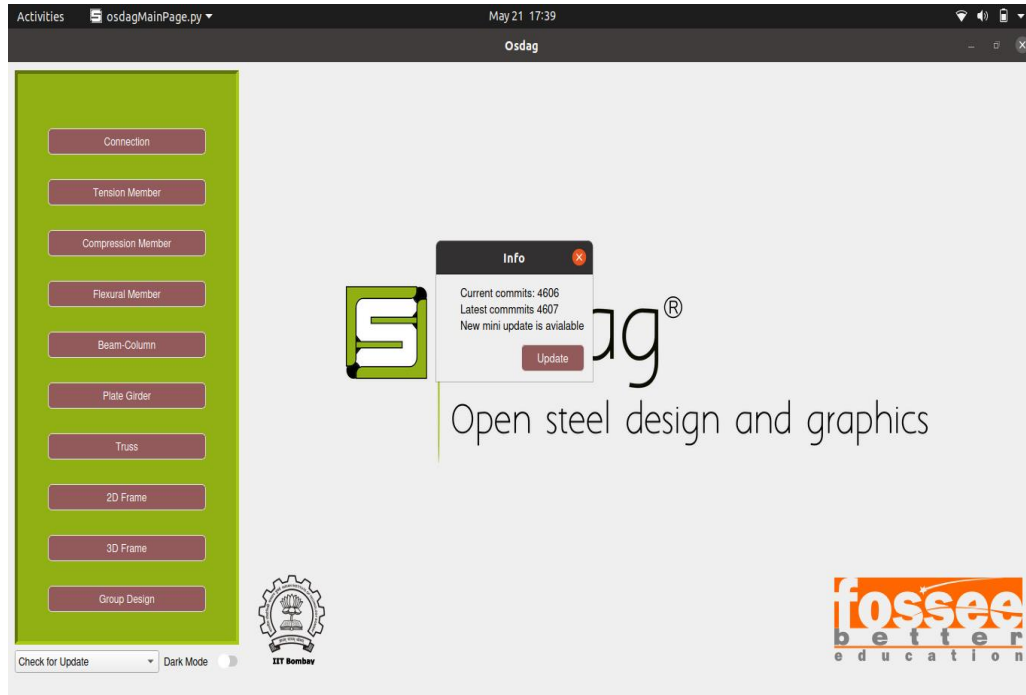 Activities
osdagMainPage.py
May 21 17:39
Osdag
Connection
Tension Member
Compression Member
Flexural Member
Beam-Column
Plate Girder
Truss
2D Frame
3D Frame
Group Design
Check for Update
Dark Mode
Info
Current commits: 4606
Latest commmits 4607
New mini update is avialable
Update
ag®
Open steel design and graphics
IIT Bombay
fossee
better
education